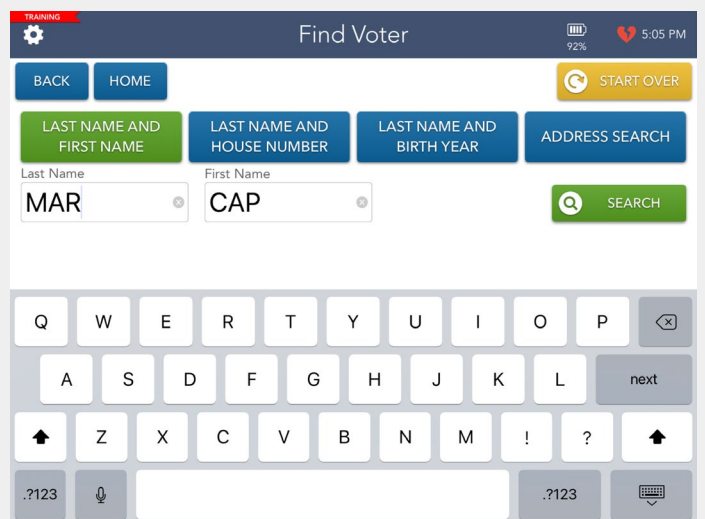 TRAINING
Find Voter
92%
5:05 PM
BACK
HOME
START OVER
LAST NAME AND
FIRST NAME
LAST NAME AND
HOUSE NUMBER
LAST NAME AND
BIRTH YEAR
ADDRESS SEARCH
Last Name
First Name
MAR
CAP
SEARCH
Q W E R T Y U I O P
A S D F G H J K L next
Z X C V B N M ! ?
.?123 .?123